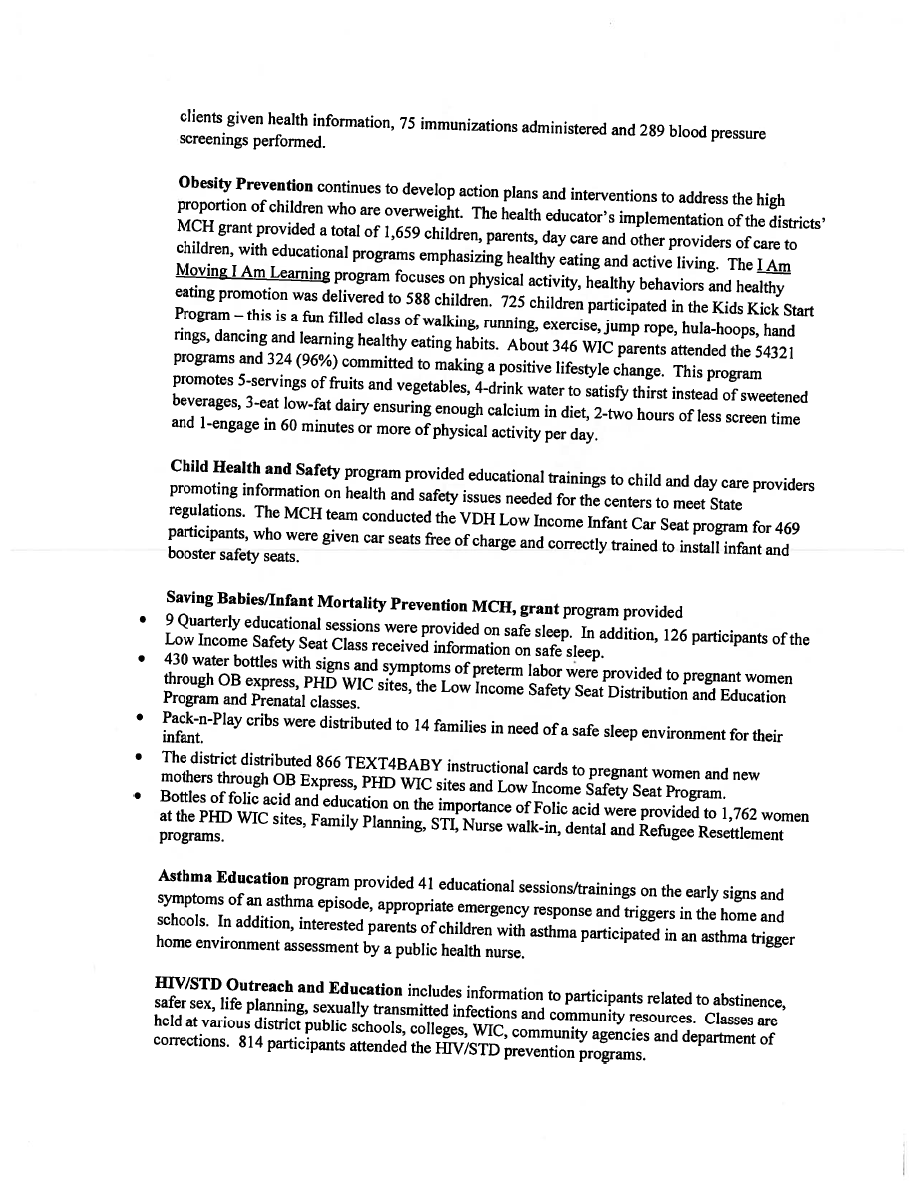 clients given health information, 75 immunizations administered and 289 blood pressure
screenings performed.
Obesity Prevention continues to develop action plans and interventions to address the high
proportion of children who are overweight. The health educator's implementation of the districts'
MCH grant provided a total of 1,659 children, parents, day care and other providers of care to
children, with educational programs emphasizing healthy eating and active living. The I Am
Moving I Am Learning program focuses on physical activity, healthy behaviors and healthy
eating promotion was delivered to 588 children. 725 children participated in the Kids Kick Start
Program – this is a fun filled class of walking, running, exercise, jump rope, hula-hoops, hand
rings, dancing and learning healthy eating habits. About 346 WIC parents attended the 54321
programs and 324 (96%) committed to making a positive lifestyle change. This program
promotes 5-servings of fruits and vegetables, 4-drink water to satisfy thirst instead of sweetened
beverages, 3-eat low-fat dairy ensuring enough calcium in diet, 2-two hours of less screen time
and 1-engage in 60 minutes or more of physical activity per day.
Child Health and Safety program provided educational trainings to child and day care providers
promoting information on health and safety issues needed for the centers to meet State
regulations. The MCH team conducted the VDH Low Income Infant Car Seat program for 469
participants, who were given car seats free of charge and correctly trained to install infant and
booster safety seats.
Saving Babies/Infant Mortality Prevention MCH, grant program provided
• 9 Quarterly educational sessions were provided on safe sleep. In addition, 126 participants of the
Low Income Safety Seat Class received information on safe sleep.
• 430 water bottles with signs and symptoms of preterm labor were provided to pregnant women
through OB express, PHD WIC sites, the Low Income Safety Seat Distribution and Education
Program and Prenatal classes.
• Pack-n-Play cribs were distributed to 14 families in need of a safe sleep environment for their
infant.
• The district distributed 866 TEXT4BABY instructional cards to pregnant women and new
mothers through OB Express, PHD WIC sites and Low Income Safety Seat Program.
• Bottles of folic acid and education on the importance of Folic acid were provided to 1,762 women
at the PHD WIC sites, Family Planning, STI, Nurse walk-in, dental and Refugee Resettlement
programs.
Asthma Education program provided 41 educational sessions/trainings on the early signs and
symptoms of an asthma episode, appropriate emergency response and triggers in the home and
schools. In addition, interested parents of children with asthma participated in an asthma trigger
home environment assessment by a public health nurse.
HIV/STD Outreach and Education includes information to participants related to abstinence,
safer sex, life planning, sexually transmitted infections and community resources. Classes are
held at various district public schools, colleges, WIC, community agencies and department of
corrections. 814 participants attended the HIV/STD prevention programs.